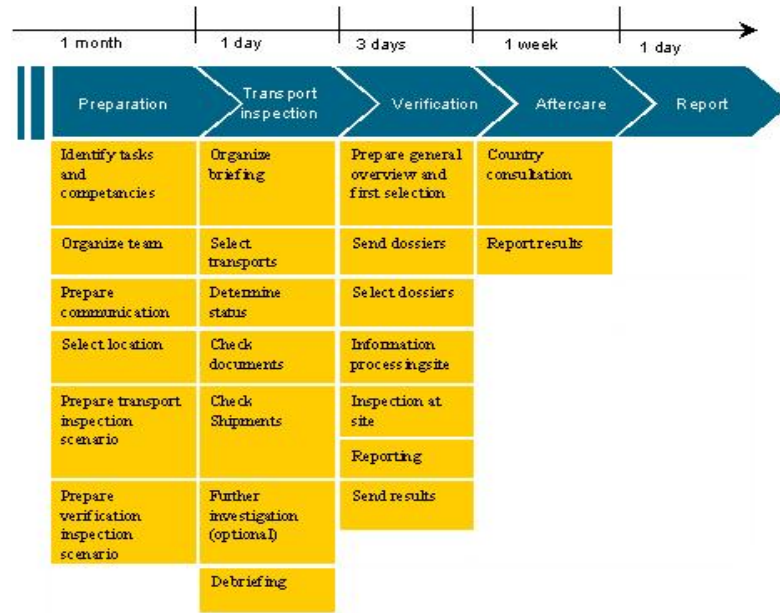 1 month
1 day
3 days
1 week
1 day
Preparation
Transport
inspection
Verification
Aftercare
Report
Identify tasks
and
competancies
Organize team
Prepare
communication
Select location
Prepare transport
inspection
scenario
Prepare
verification
inspection
scenario
Organize
briefing
Select
transports
Determine
status
Check
documents
Check
Shipments
Further
investigation
(optional)
Debriefing
Prepare general
overview and
first selection
Send dossiers
Select dossiers
Information
processingsite
Inspection at
site
Reporting
Send results
Country
consultation
Report results